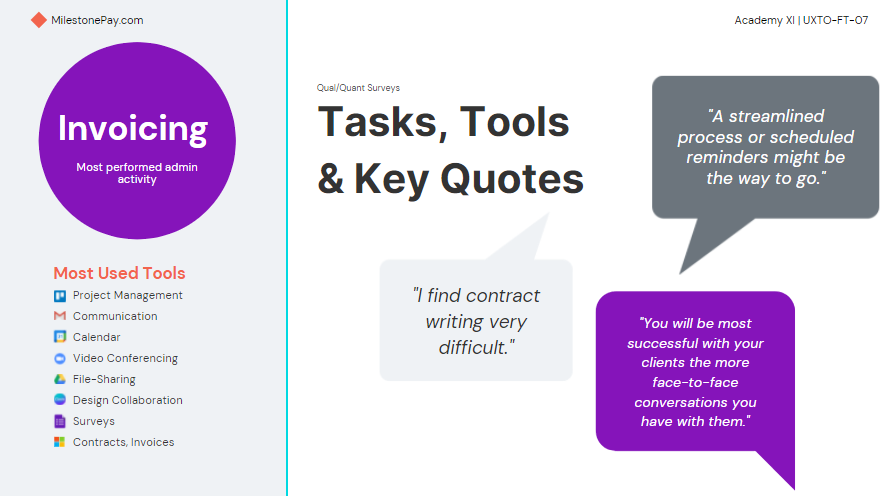 MilestonePay.com
Academy XI | UXTO-FT-07
Invoicing
Most performed admin
activity
Most Used Tools
Project Management
Communication
Calendar
Video Conferencing
File-Sharing
Design Collaboration
Surveys
Contracts, Invoices
Qual/Quant Surveys
Tasks, Tools
& Key Quotes
"A streamlined
process or scheduled
reminders might be
the way to go."
"I find contract
writing very
difficult."
"You will be most
successful with your
clients the more
face-to-face
conversations you
have with them."